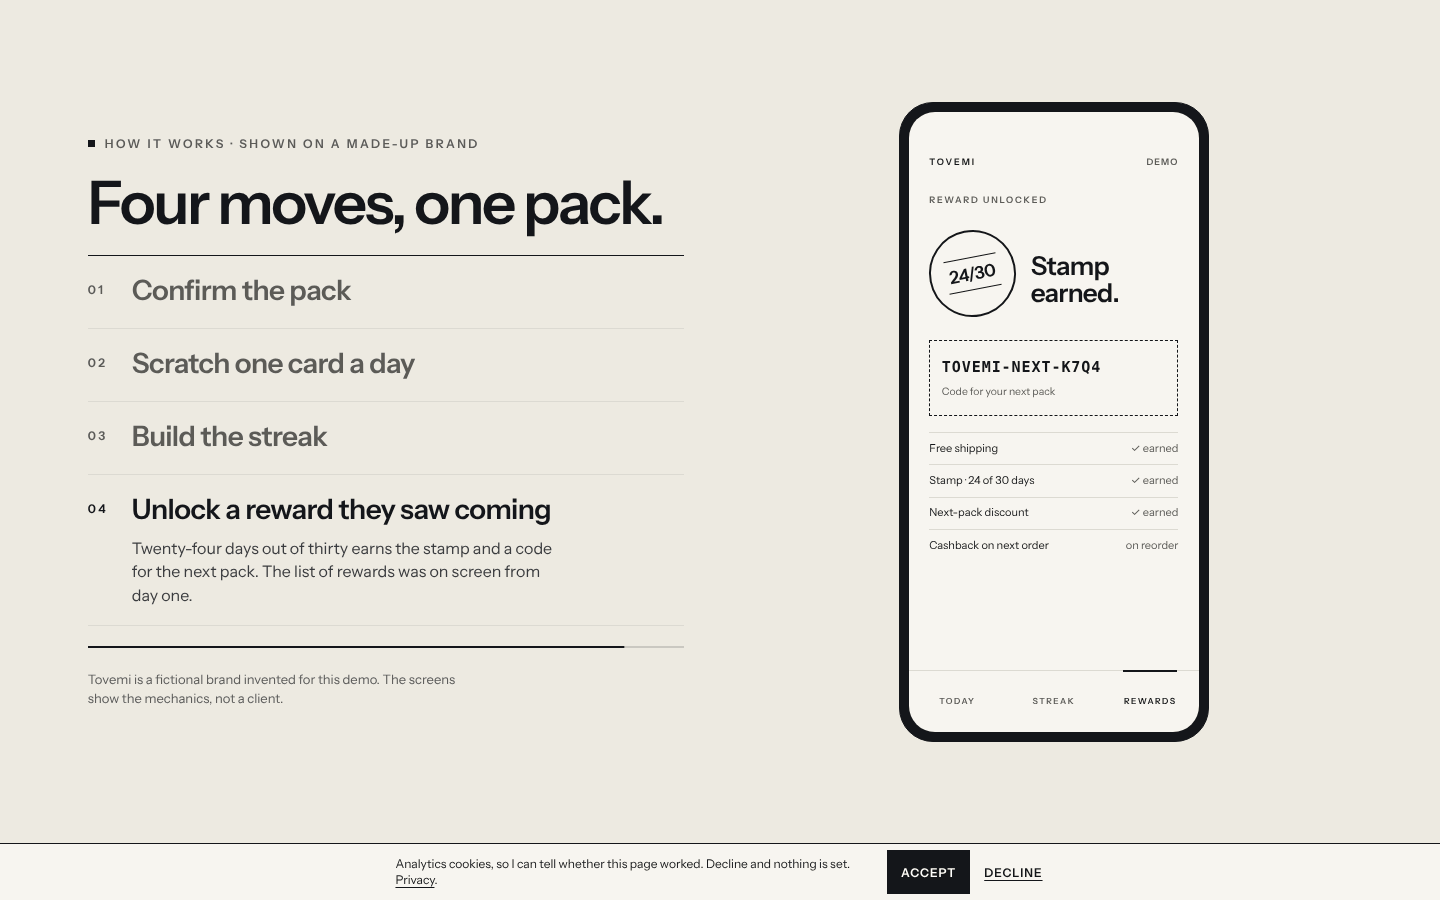 HOW IT WORKS · SHOWN ON A MADE-UP BRAND
Four moves, one pack.
01 Confirm the pack
02 Scratch one card a day
03 Build the streak
04 Unlock a reward they saw coming
Twenty-four days out of thirty earns the stamp and a code
for the next pack. The list of rewards was on screen from
day one.
Tovemi is a fictional brand invented for this demo. The screens
show the mechanics, not a client.
TOVEMI DEMO
REWARD UNLOCKED
24/30
Stamp
earned.
TOVEMI-NEXT-K7Q4
Code for your next pack
Free shipping ✓ earned
Stamp · 24 of 30 days ✓ earned
Next-pack discount ✓ earned
Cashback on next order on reorder
TODAY STREAK REWARDS
Analytics cookies, so I can tell whether this page worked. Decline and nothing is set.
Privacy.
ACCEPT DECLINE